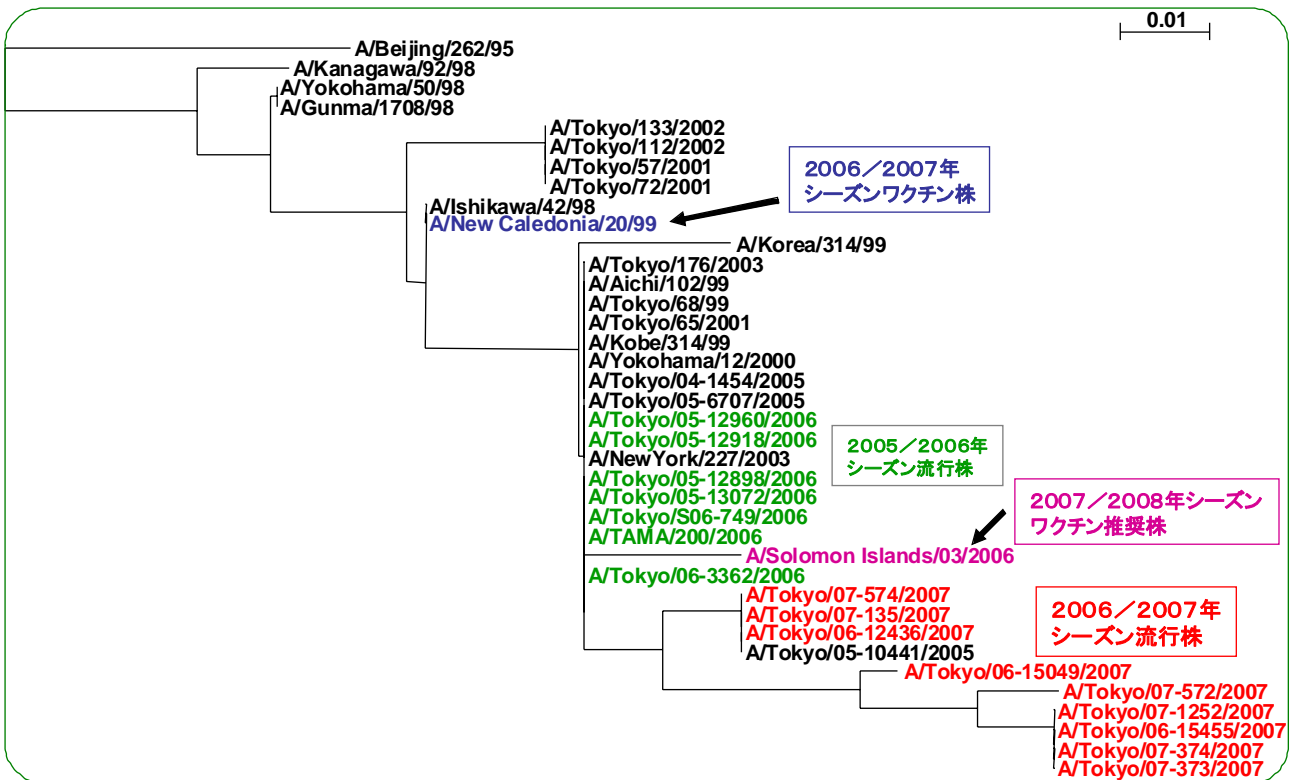 0.01
A/Beijing/262/95
A/Kanagawa/92/98
A/Yokohama/50/98
A/Gunma/1708/98
A/Tokyo/133/2002
A/Tokyo/112/2002
A/Tokyo/57/2001
A/Tokyo/72/2001
2006／2007年
シーズンワクチン株
A/Ishikawa/42/98
A/New Caledonia/20/99
A/Korea/314/99
A/Tokyo/176/2003
A/Aichi/102/99
A/Tokyo/68/99
A/Tokyo/65/2001
A/Kobe/314/99
A/Yokohama/12/2000
A/Tokyo/04-1454/2005
A/Tokyo/05-6707/2005
A/Tokyo/05-12960/2006
A/Tokyo/05-12918/2006
2005／2006年
シーズン流行株
A/NewYork/227/2003
A/Tokyo/05-12898/2006
A/Tokyo/05-13072/2006
A/Tokyo/S06-749/2006
A/TAMA/200/2006
2007／2008年シーズン
ワクチン推奨株
A/Solomon Islands/03/2006
A/Tokyo/06-3362/2006
A/Tokyo/07-574/2007
A/Tokyo/07-135/2007
A/Tokyo/06-12436/2007
A/Tokyo/05-10441/2005
2006／2007年
シーズン流行株
A/Tokyo/06-15049/2007
A/Tokyo/07-572/2007
A/Tokyo/07-1252/2007
A/Tokyo/06-15455/2007
A/Tokyo/07-374/2007
A/Tokyo/07-373/2007